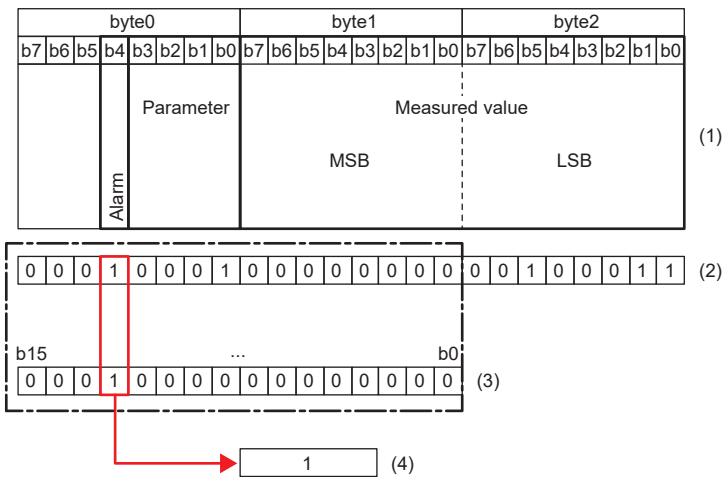 byte0 byte1 byte2
b7 b6 b5 b4 b3 b2 b1 b0 b7 b6 b5 b4 b3 b2 b1 b0 b7 b6 b5 b4 b3 b2 b1 b0
Parameter Measured value
(1)
MSB LSB
Alarm
0 0 0 1 0 0 0 1 0 0 0 0 0 0 0 0 0 0 1 0 0 0 1 1 (2)
b15 ... b0
0 0 0 1 0 0 0 0 0 0 0 0 0 0 0 0 (3)
1 (4)